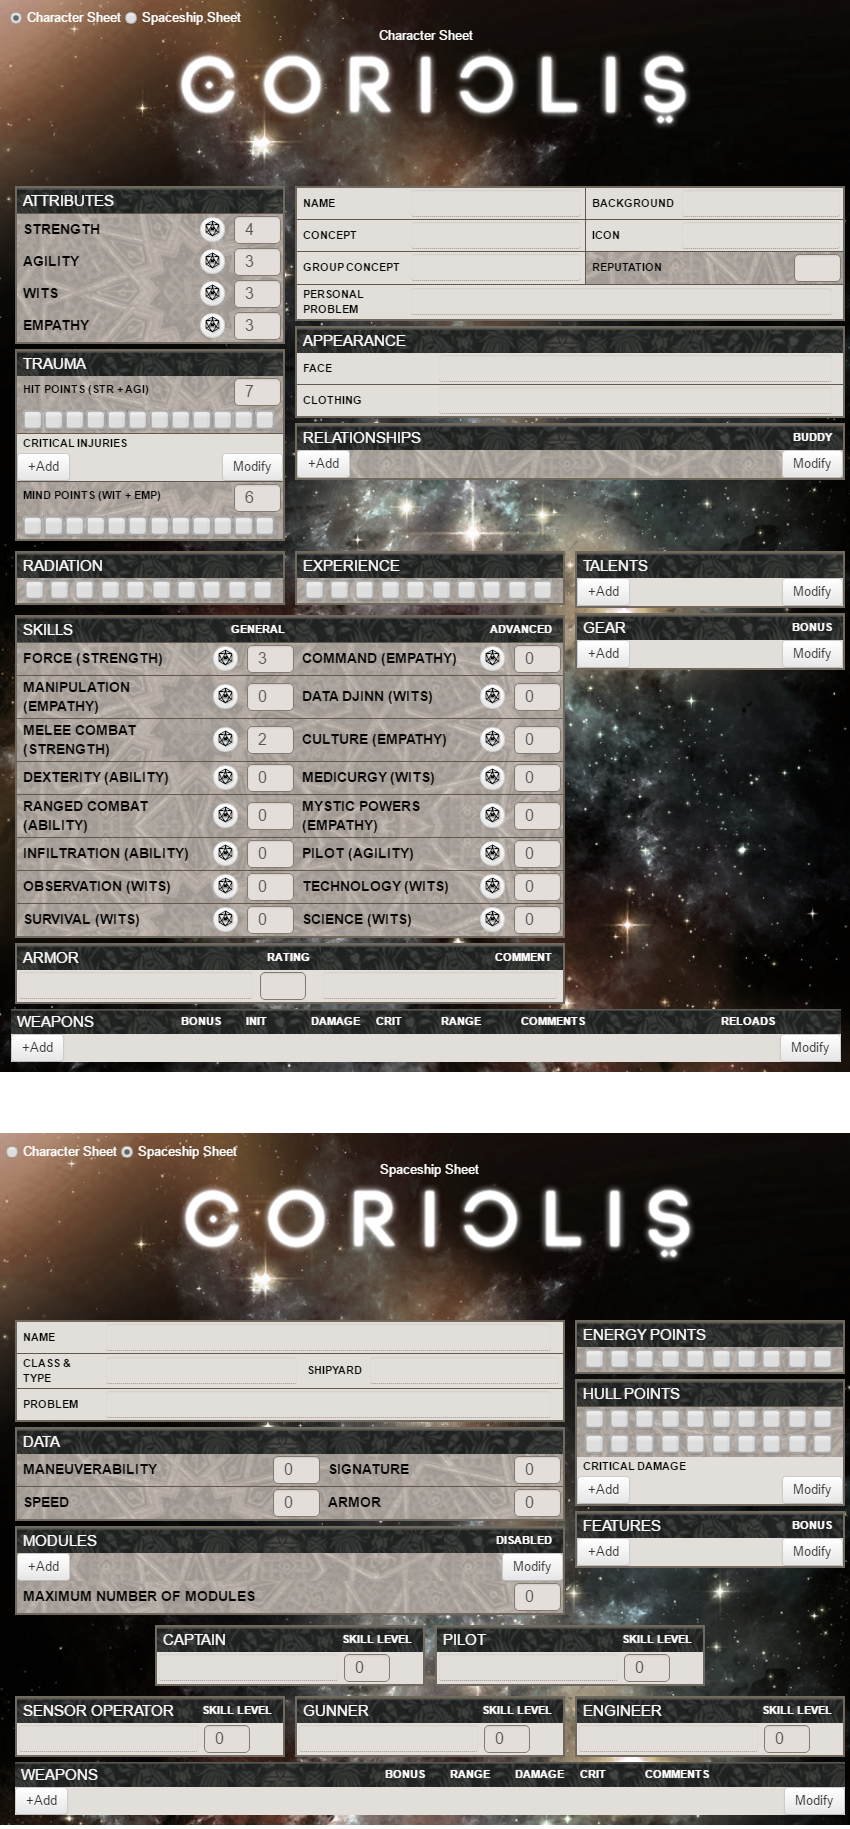 Character Sheet Spaceship Sheet
Character Sheet
CORIOLIS
ATTRIBUTES
STRENGTH 4
AGILITY 3
WITS 3
EMPATHY 3
NAME BACKGROUND
CONCEPT ICON
GROUP CONCEPT REPUTATION
PERSONAL
PROBLEM
TRAUMA
HIT POINTS (STR + AGI) 7
CRITICAL INJURIES
+Add Modify
MIND POINTS (WIT + EMP) 6
APPEARANCE
FACE
CLOTHING
RELATIONSHIPS BUDDY
+Add Modify
RADIATION
EXPERIENCE
TALENTS
+Add Modify
GEAR BONUS
+Add Modify
SKILLS GENERAL ADVANCED
FORCE (STRENGTH) 3 COMMAND (EMPATHY) 0
MANIPULATION
(EMPATHY) 0 DATA DJINN (WITS) 0
MELEE COMBAT
(STRENGTH) 2 CULTURE (EMPATHY) 0
DEXTERITY (ABILITY) 0 MEDICURGY (WITS) 0
RANGED COMBAT
(ABILITY) 0 MYSTIC POWERS
(EMPATHY) 0
INFILTRATION (ABILITY) 0 PILOT (AGILITY) 0
OBSERVATION (WITS) 0 TECHNOLOGY (WITS) 0
SURVIVAL (WITS) 0 SCIENCE (WITS) 0
ARMOR RATING COMMENT
WEAPONS BONUS INIT DAMAGE CRIT RANGE COMMENTS RELOADS
+Add Modify
Character Sheet Spaceship Sheet
Spaceship Sheet
CORIOLIS
NAME
CLASS &
TYPE SHIPYARD
PROBLEM
ENERGY POINTS
HULL POINTS
CRITICAL DAMAGE
+Add Modify
DATA
MANEUVERABILITY 0 SIGNATURE 0
SPEED 0 ARMOR 0
FEATURES BONUS
+Add Modify
MODULES DISABLED
+Add Modify
MAXIMUM NUMBER OF MODULES 0
CAPTAIN SKILL LEVEL PILOT SKILL LEVEL
0 0
SENSOR OPERATOR SKILL LEVEL GUNNER SKILL LEVEL ENGINEER SKILL LEVEL
0 0 0
WEAPONS BONUS RANGE DAMAGE CRIT COMMENTS
+Add Modify